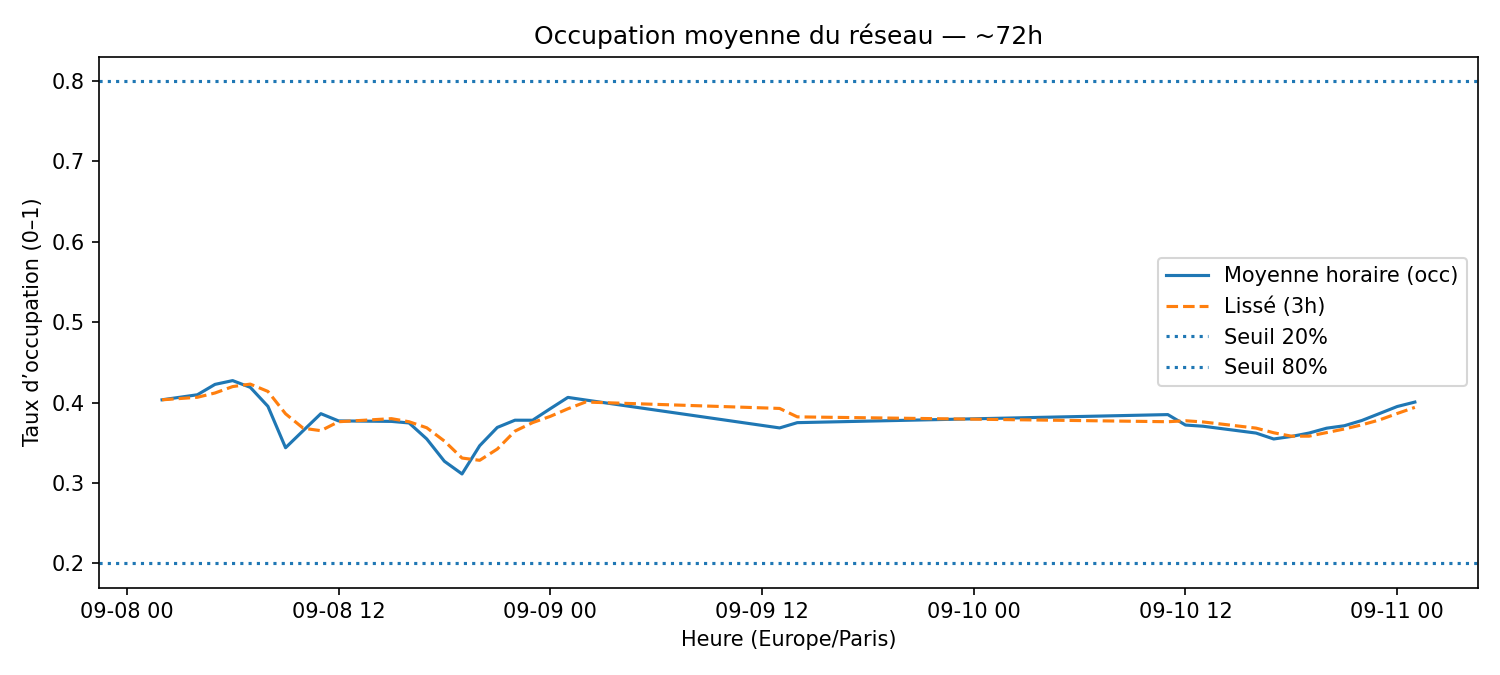 Occupation moyenne du réseau — ~72h
Taux d’occupation (0–1)
0.8
0.7
0.6
0.5
0.4
0.3
0.2
Moyenne horaire (occ)
Lissé (3h)
Seuil 20%
Seuil 80%
09-08 00 09-08 12 09-09 00 09-09 12 09-10 00 09-10 12 09-11 00
Heure (Europe/Paris)